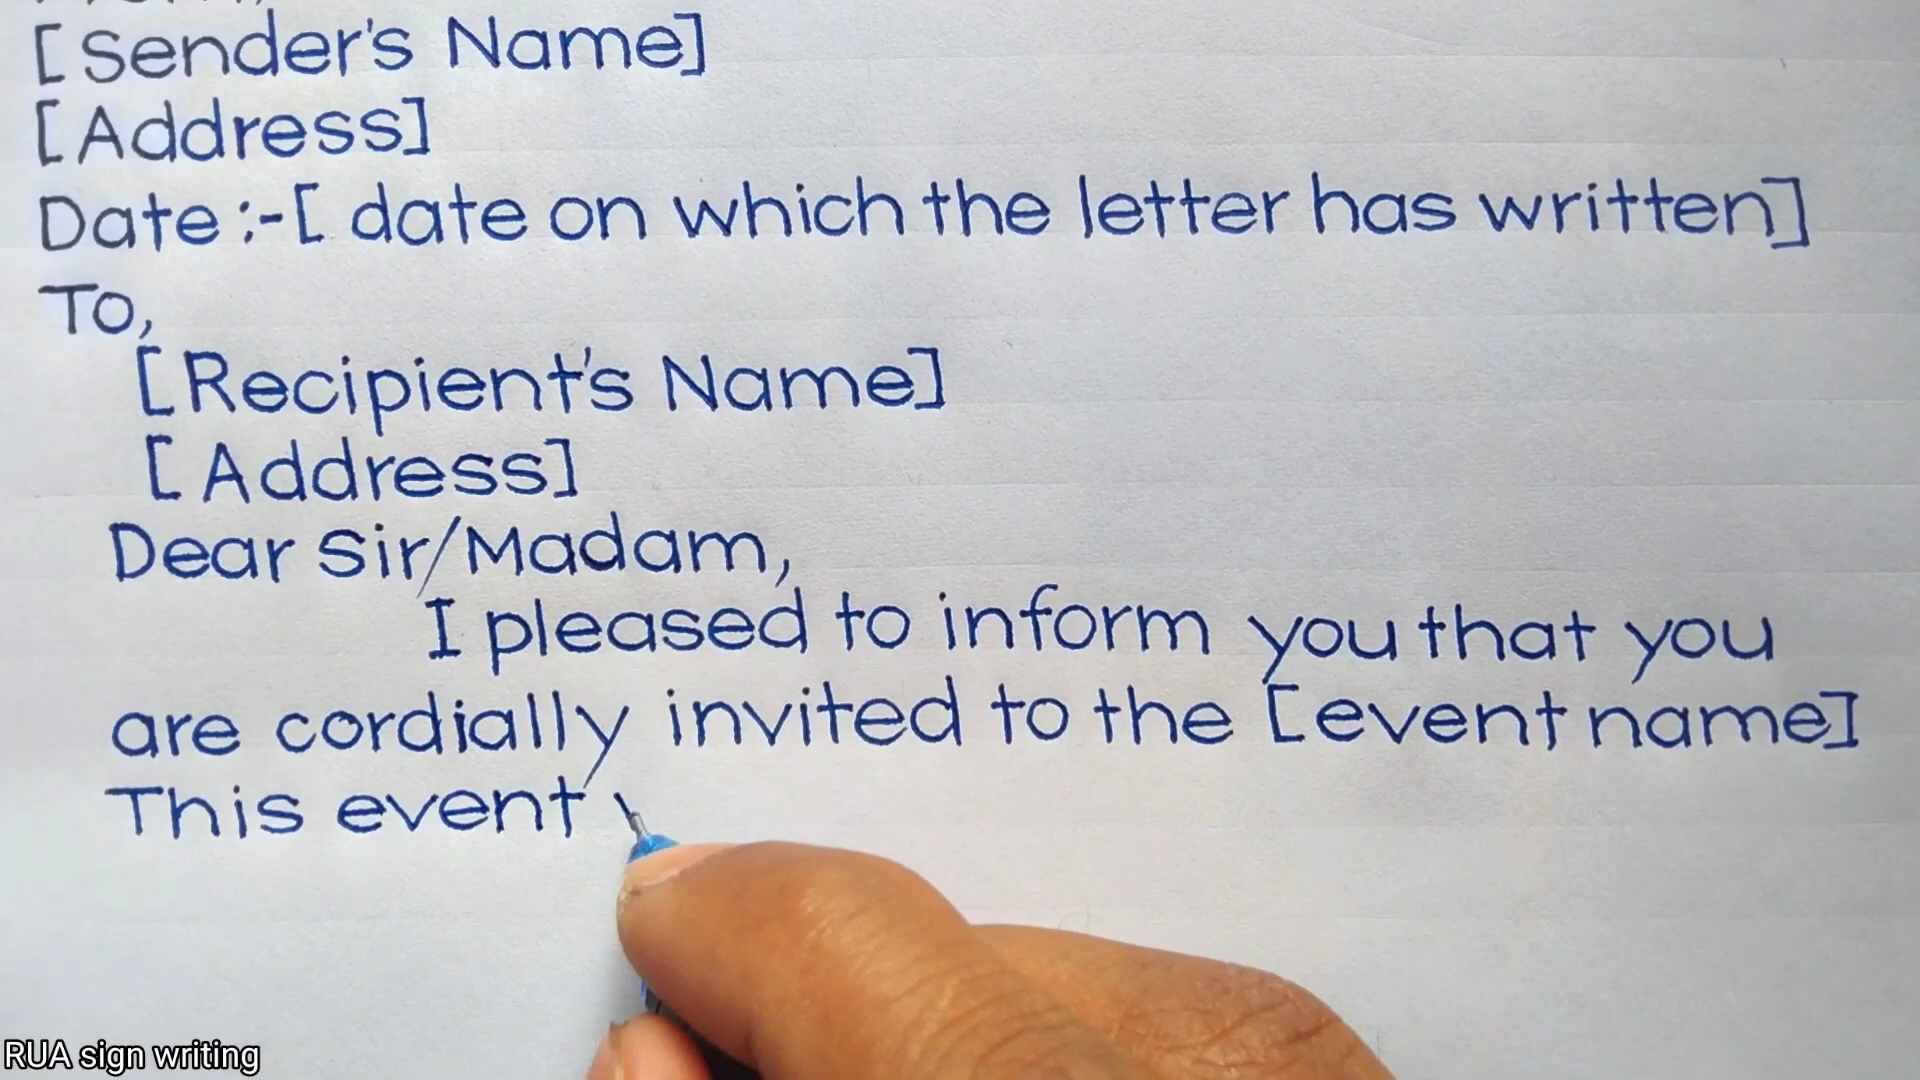 [Sender's Name]
[Address]
Date:-[ date on which the letter has written]
To,
[Recipient's Name]
[Address]
Dear Sir/Madam,
I pleased to inform you that you
are cordially invited to the [event name]
This event
RUA sign writing